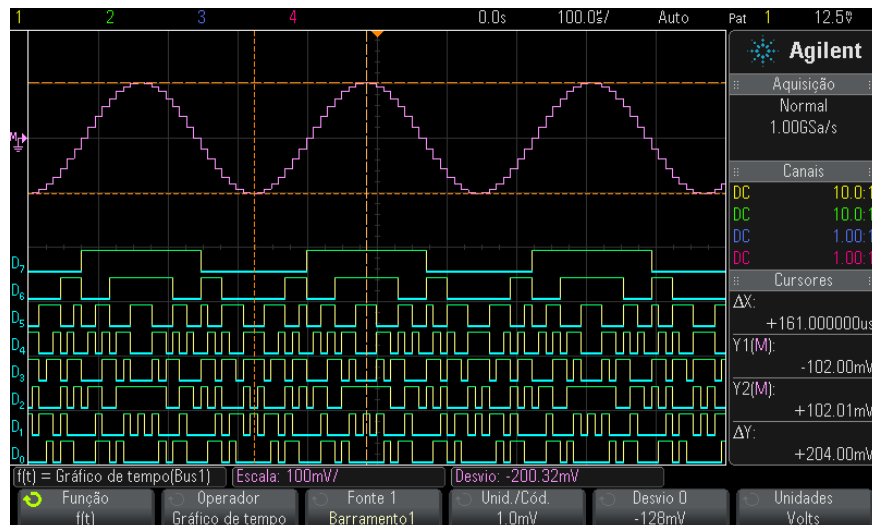 1 2 3 4 0.0s 100.0µs/ Auto Pat 1 12.5V
Agilent
Aquisição
Normal
1.00GSa/s
Canais
DC 10.0:1
DC 10.0:1
DC 1.00:1
DC 1.00:1
Cursores
ΔX:
+161.000000us
Y1(M):
-102.00mV
Y2(M):
+102.01mV
ΔY:
+204.00mV
M
D7
D6
D5
D4
D3
D2
D1
D0
f(t) = Gráfico de tempo(Bus1) Escala: 100mV/ Desvio: -200.32mV
Função Operador Fonte 1 Unid./Cód. Desvio 0 Unidades
f(t) Gráfico de tempo Barramento1 1.0mV -128mV Volts